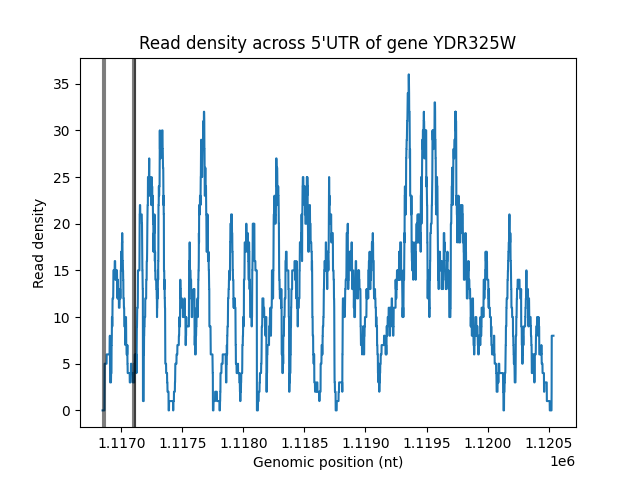 Read density across 5'UTR of gene YDR325W
Read density
35
30
25
20
15
10
5
0
1.1170 1.1175 1.1180 1.1185 1.1190 1.1195 1.1200 1.1205
1e6
Genomic position (nt)